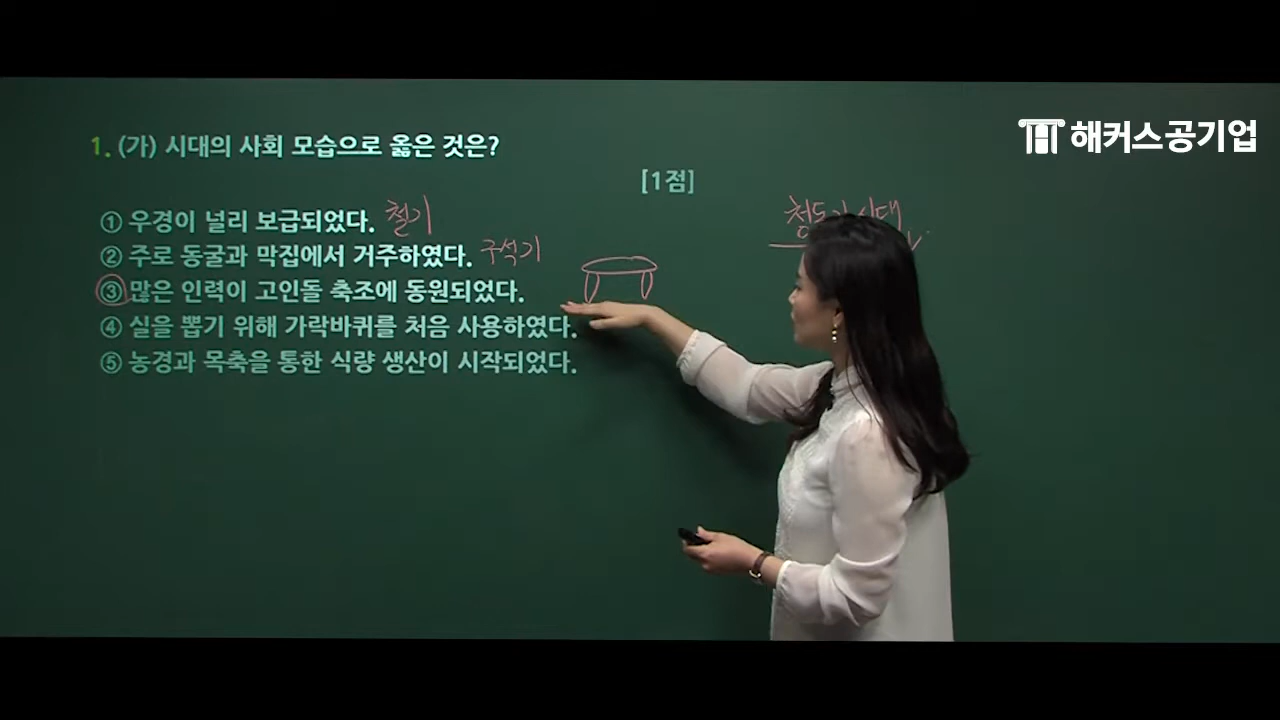 해커스공기업
1. (가) 시대의 사회 모습으로 옳은 것은?
[1점]
① 우경이 널리 보급되었다. 철기
② 주로 동굴과 막집에서 거주하였다. 구석기
③ 많은 인력이 고인돌 축조에 동원되었다.
④ 실을 뽑기 위해 가락바퀴를 처음 사용하였다.
⑤ 농경과 목축을 통한 식량 생산이 시작되었다.